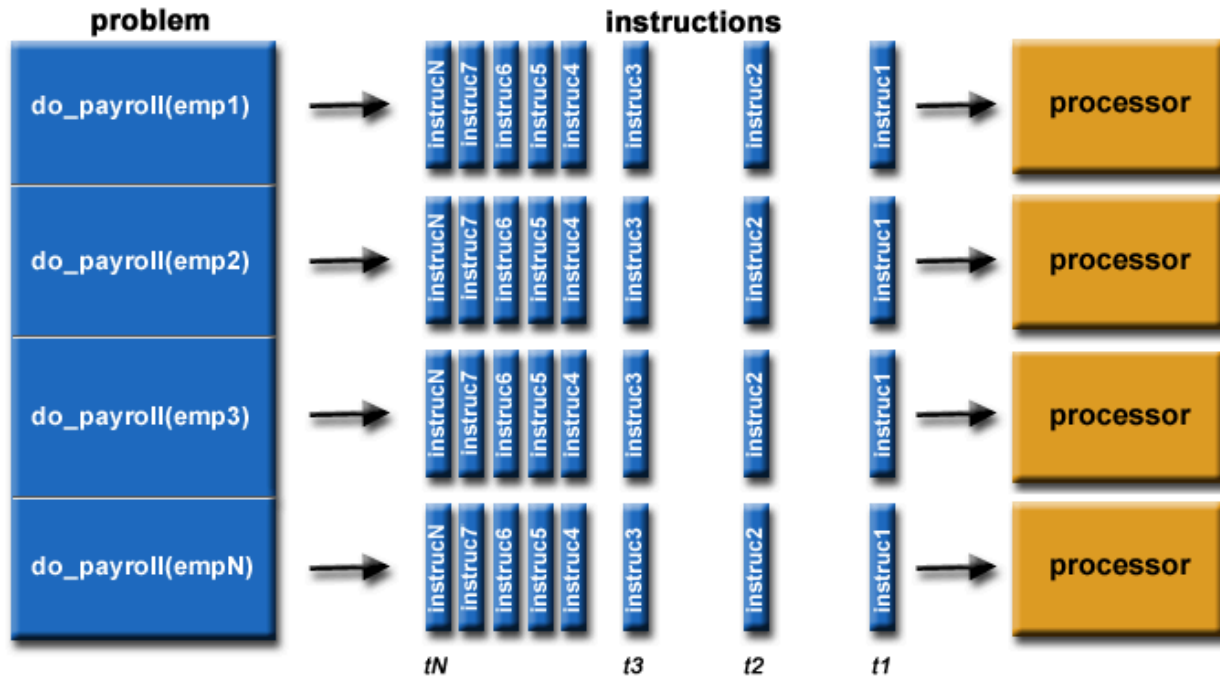 problem
instructions
do_payroll(emp1)
instrucN
instruc7
instruc6
instruc5
instruc4
instruc3
instruc2
instruc1
processor
do_payroll(emp2)
instrucN
instruc7
instruc6
instruc5
instruc4
instruc3
instruc2
instruc1
processor
do_payroll(emp3)
instrucN
instruc7
instruc6
instruc5
instruc4
instruc3
instruc2
instruc1
processor
do_payroll(empN)
instrucN
instruc7
instruc6
instruc5
instruc4
instruc3
instruc2
instruc1
processor
tN
t3
t2
t1